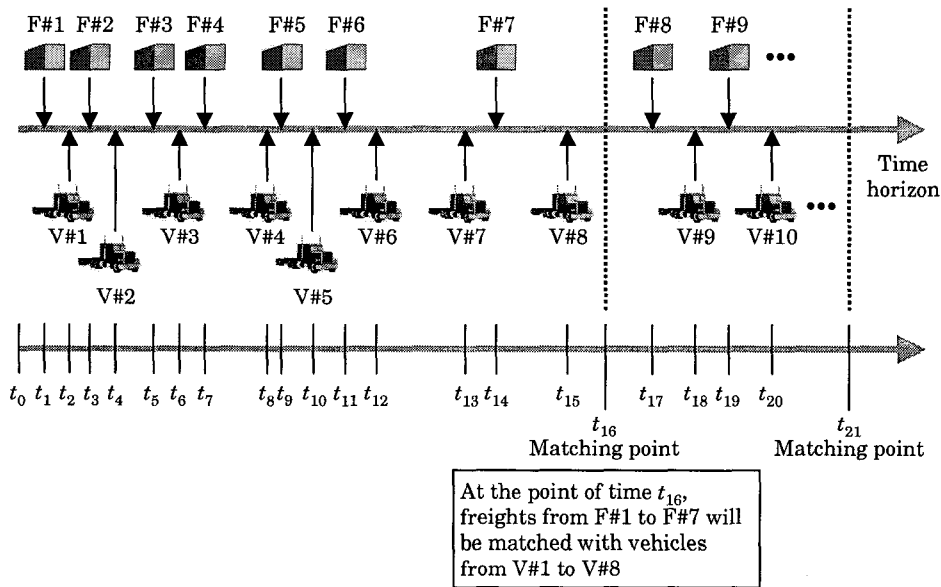 F#1 F#2 F#3 F#4 F#5 F#6 F#7 F#8 F#9 •••
Time
horizon
V#1 V#3 V#4 V#6 V#7 V#8 V#9 V#10 •••
V#2 V#5
t0 t1 t2 t3 t4 t5 t6 t7 t8 t9 t10 t11 t12 t13 t14 t15 t17 t18 t19 t20
t16 t21
Matching point Matching point
At the point of time t16,
freights from F#1 to F#7 will
be matched with vehicles
from V#1 to V#8